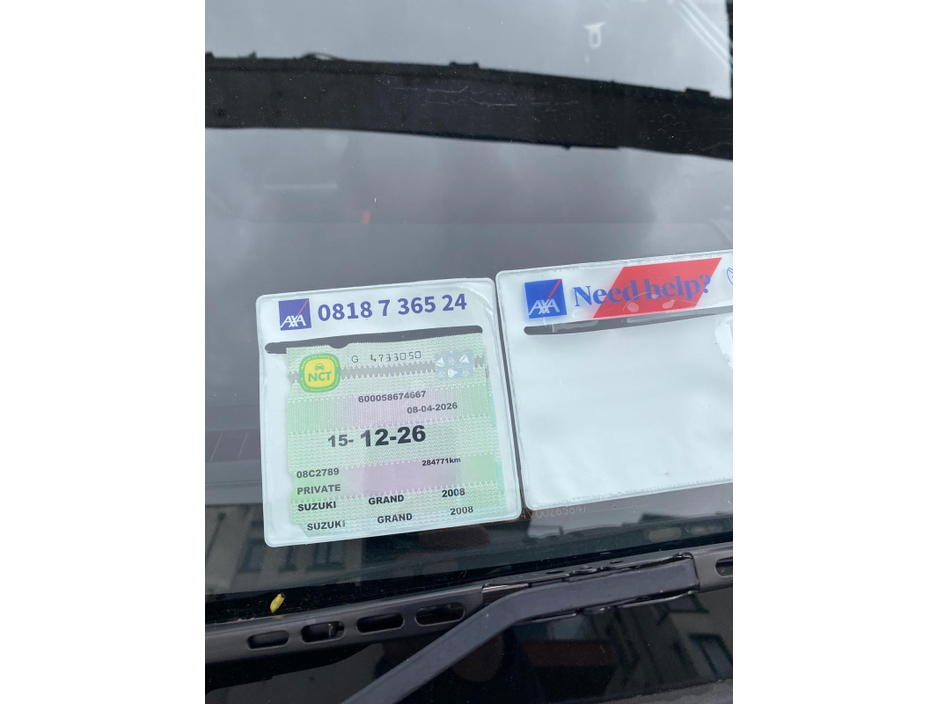 AXA 0818 7 365 24
AXA Need help?
NCT G 4733050
600058674667
08-04-2026
15-12-26
08C2789 284771km
PRIVATE
SUZUKI GRAND 2008
SUZUKI GRAND 2008